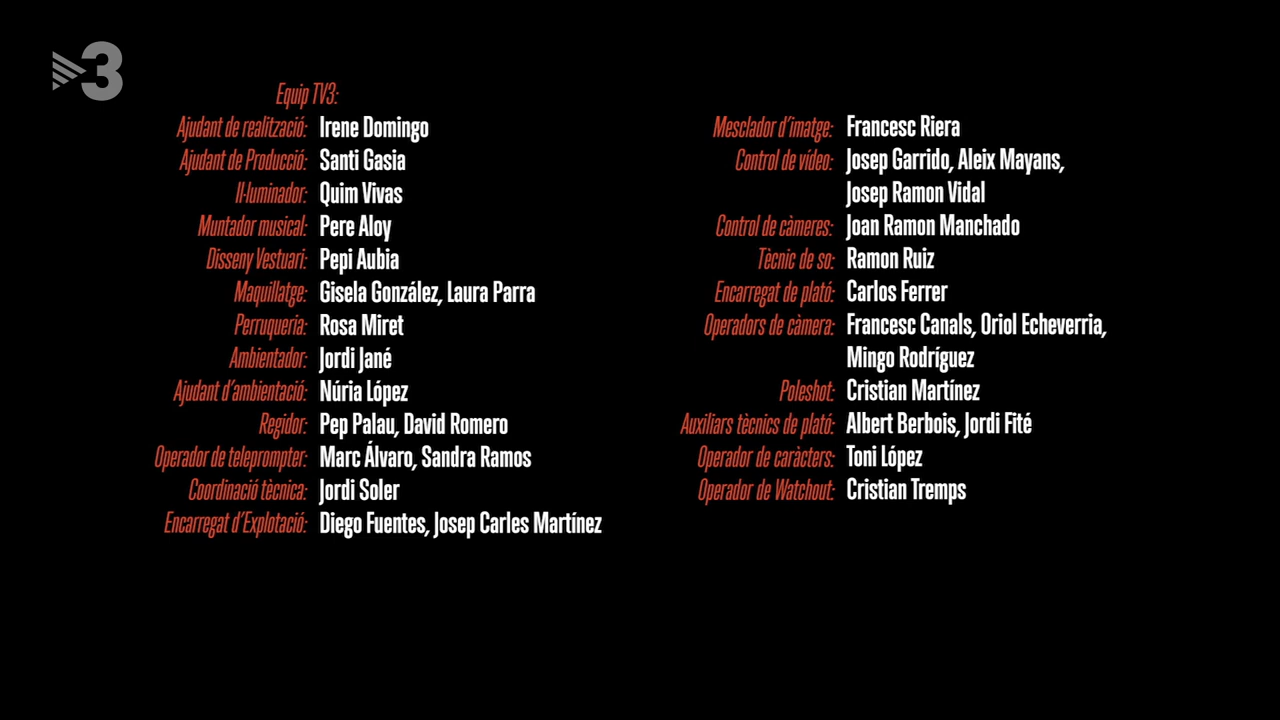 3
Equip TV3:
Ajudant de realització: Irene Domingo
Ajudant de Producció: Santi Gasia
Il·luminador: Quim Vivas
Muntador musical: Pere Aloy
Disseny Vestuari: Pepi Aubia
Maquillatge: Gisela González, Laura Parra
Perruqueria: Rosa Miret
Ambientador: Jordi Jané
Ajudant d'ambientació: Núria López
Regidor: Pep Palau, David Romero
Operador de teleprompter: Marc Álvaro, Sandra Ramos
Coordinació tècnica: Jordi Soler
Encarregat d'Explotació: Diego Fuentes, Josep Carles Martínez
Mesclador d'imatge: Francesc Riera
Control de vídeo: Josep Garrido, Aleix Mayans,
Josep Ramon Vidal
Control de càmeres: Joan Ramon Manchado
Tècnic de so: Ramon Ruiz
Encarregat de plató: Carlos Ferrer
Operadors de càmera: Francesc Canals, Oriol Echeverria,
Mingo Rodríguez
Poleshot: Cristian Martínez
Auxiliars tècnics de plató: Albert Berbois, Jordi Fité
Operador de caràcters: Toni López
Operador de Watchout: Cristian Tremps